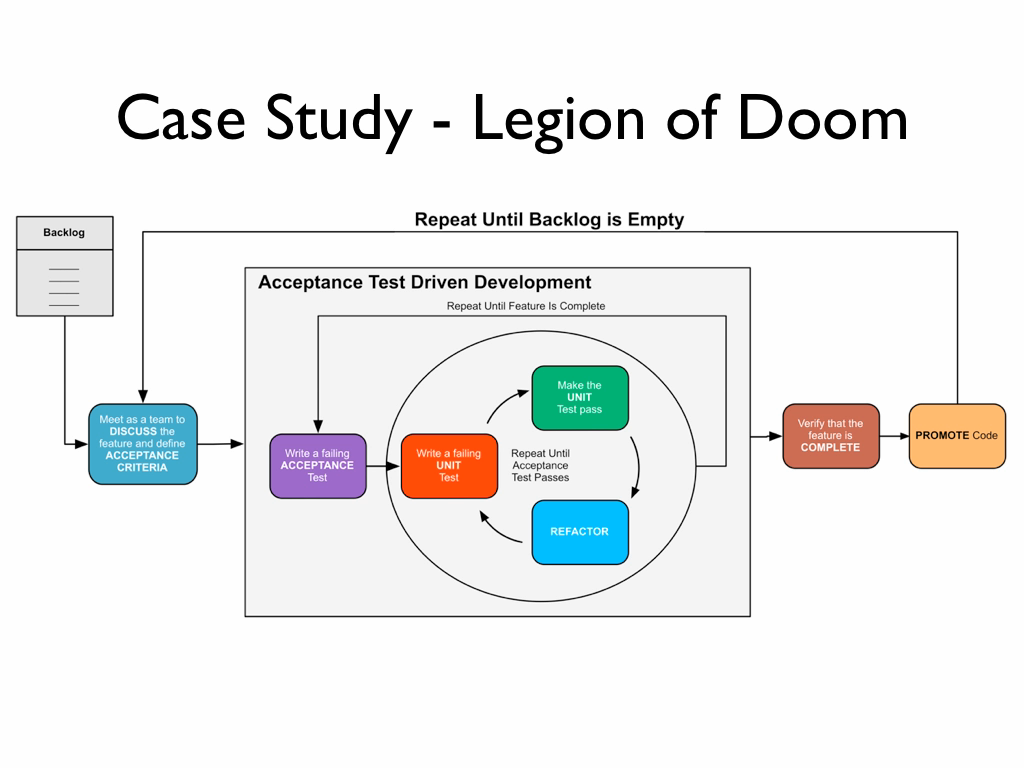 Case Study - Legion of Doom
Repeat Until Backlog is Empty
Backlog
Acceptance Test Driven Development
Repeat Until Feature Is Complete
Meet as a team to
DISCUSS the
feature and define
ACCEPTANCE
CRITERIA
Write a failing
ACCEPTANCE
Test
Write a failing
UNIT
Test
Make the
UNIT
Test pass
Repeat Until
Acceptance
Test Passes
REFACTOR
Verify that the
feature is
COMPLETE
PROMOTE Code